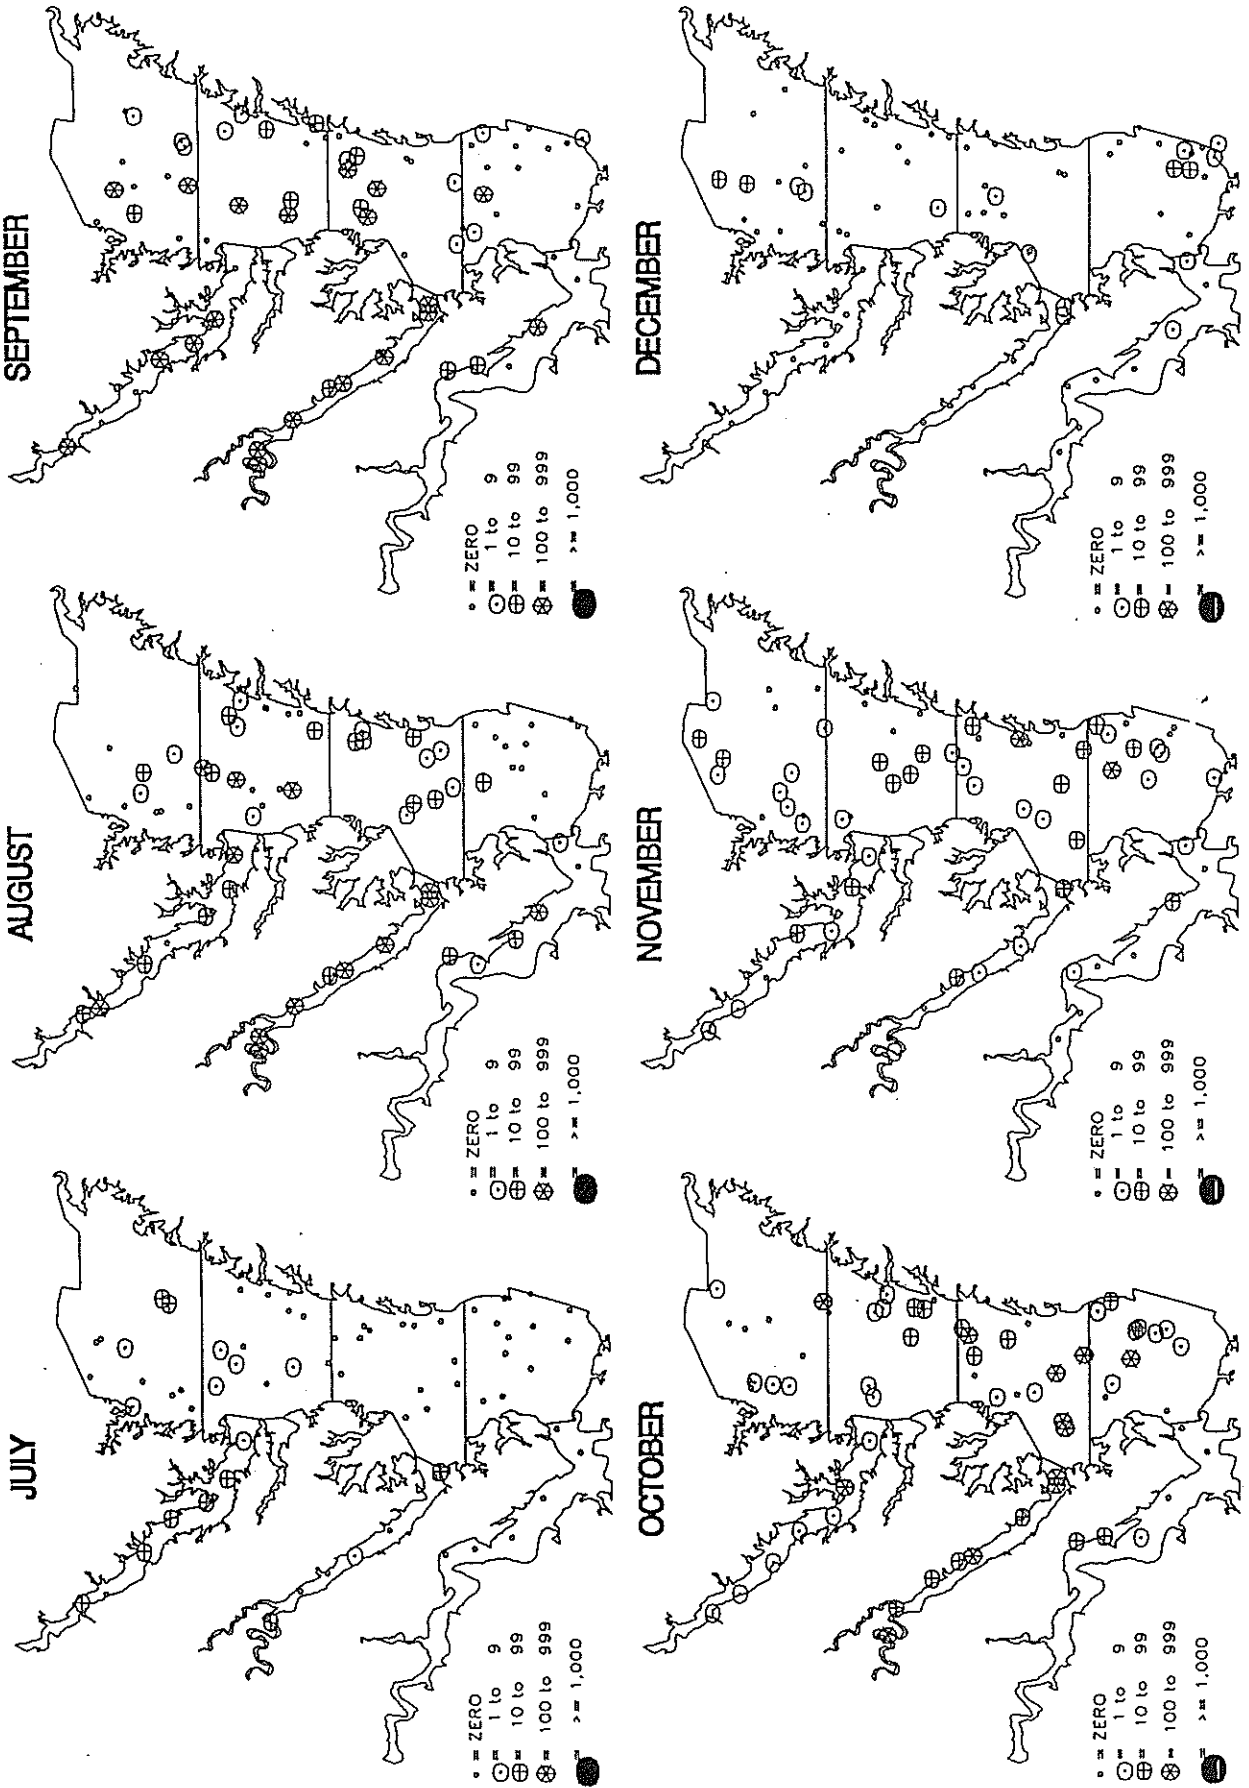 JULY
o = ZERO
⊙ = 1 to 9
⊕ = 10 to 99
⊛ = 100 to 999
● = >= 1,000
AUGUST
o = ZERO
⊙ = 1 to 9
⊕ = 10 to 99
⊛ = 100 to 999
● = >= 1,000
SEPTEMBER
o = ZERO
⊙ = 1 to 9
⊕ = 10 to 99
⊛ = 100 to 999
● = >= 1,000
OCTOBER
o = ZERO
⊙ = 1 to 9
⊕ = 10 to 99
⊛ = 100 to 999
● = >= 1,000
NOVEMBER
o = ZERO
⊙ = 1 to 9
⊕ = 10 to 99
⊛ = 100 to 999
● = >= 1,000
DECEMBER
o = ZERO
⊙ = 1 to 9
⊕ = 10 to 99
⊛ = 100 to 999
● = >= 1,000